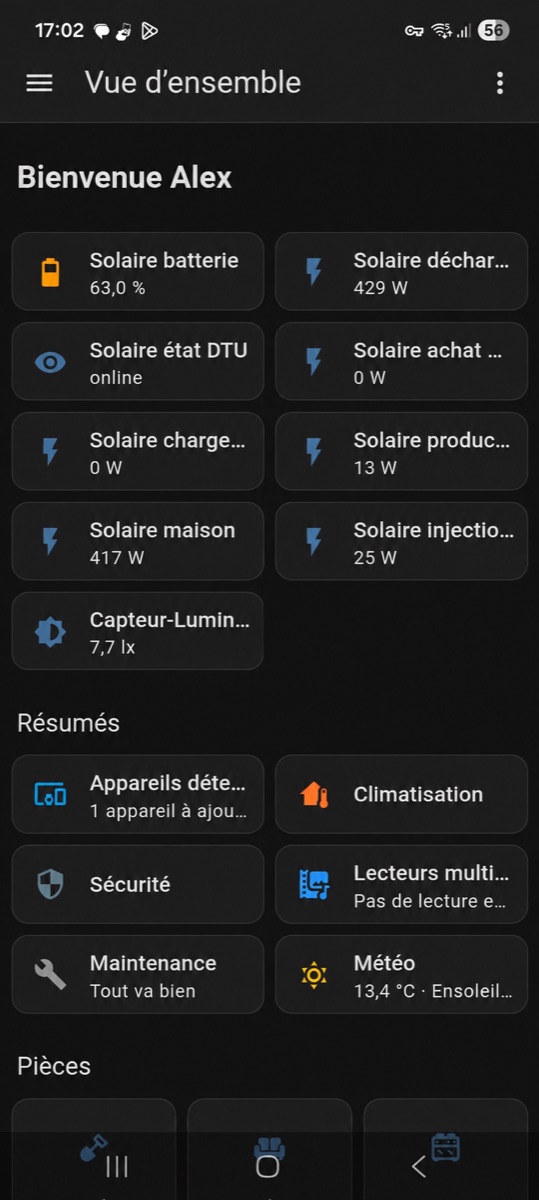 17:02
56
Vue d’ensemble
Bienvenue Alex
Solaire batterie
63,0 %
Solaire déchar…
429 W
Solaire état DTU
online
Solaire achat …
0 W
Solaire charge…
0 W
Solaire produc…
13 W
Solaire maison
417 W
Solaire injectio…
25 W
Capteur-Lumin…
7,7 lx
Résumés
Appareils déte…
1 appareil à ajou…
Climatisation
Sécurité
Lecteurs multi…
Pas de lecture e…
Maintenance
Tout va bien
Météo
13,4 °C · Ensoleil…
Pièces